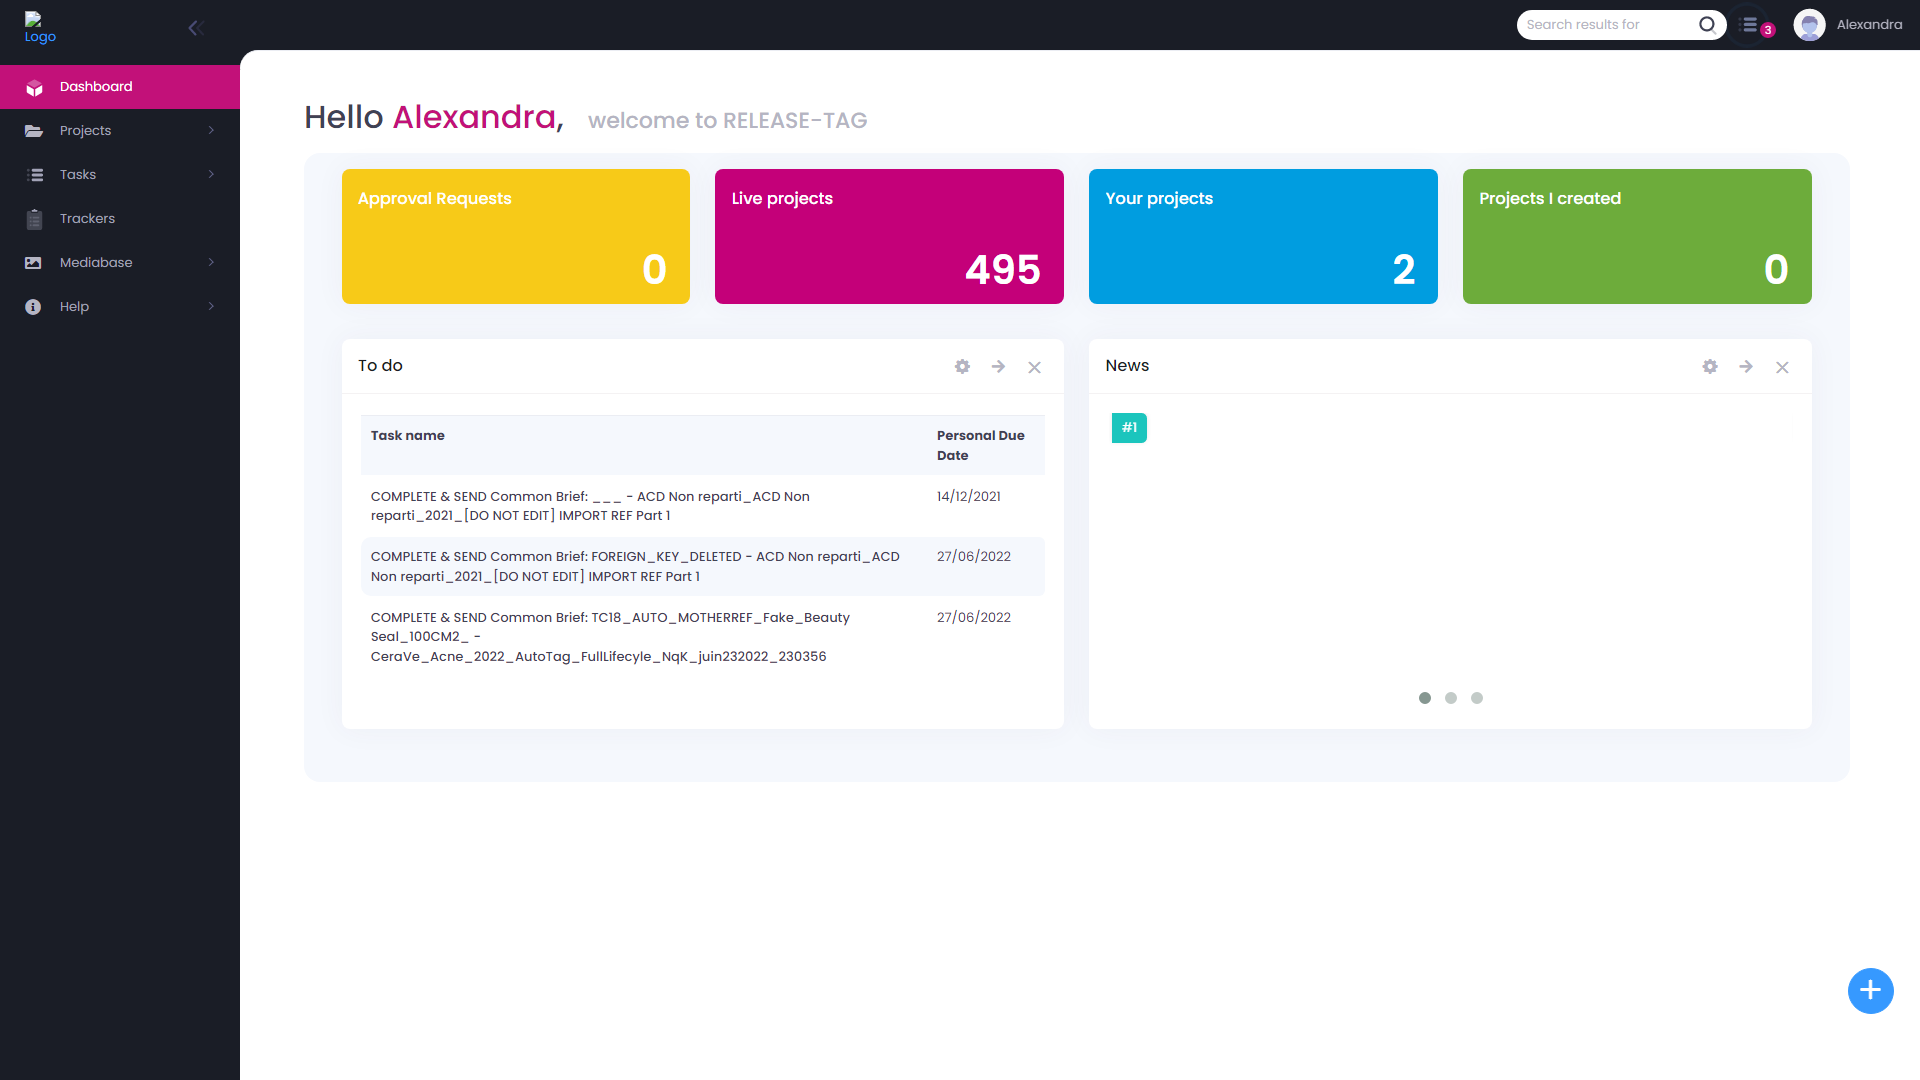 Logo
Search results for
3
Alexandra
Dashboard
Projects
Tasks
Trackers
Mediabase
Help
Hello Alexandra, welcome to RELEASE-TAG
Approval Requests
0
Live projects
495
Your projects
2
Projects I created
0
To do
Task name
Personal Due
Date
COMPLETE & SEND Common Brief: ___ - ACD Non reparti_ACD Non
reparti_2021_[DO NOT EDIT] IMPORT REF Part 1
14/12/2021
COMPLETE & SEND Common Brief: FOREIGN_KEY_DELETED - ACD Non reparti_ACD
Non reparti_2021_[DO NOT EDIT] IMPORT REF Part 1
27/06/2022
COMPLETE & SEND Common Brief: TC18_AUTO_MOTHERREF_Fake_Beauty
Seal_100CM2_ -
CeraVe_Acne_2022_AutoTag_FullLifecyle_NqK_juin232022_230356
27/06/2022
News
#1